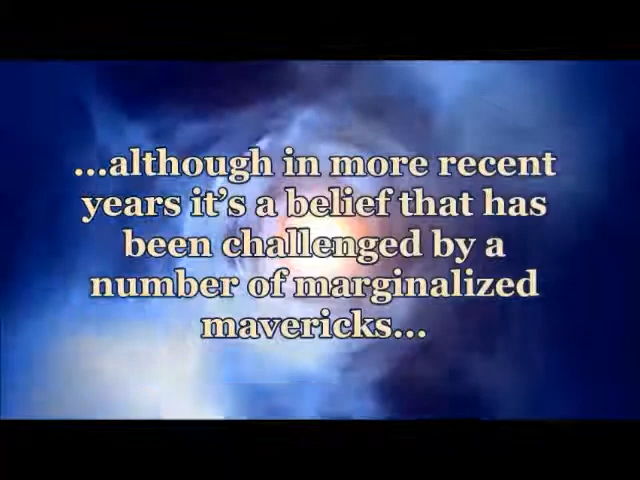 ...although in more recent
years it's a belief that has
been challenged by a
number of marginalized
mavericks...